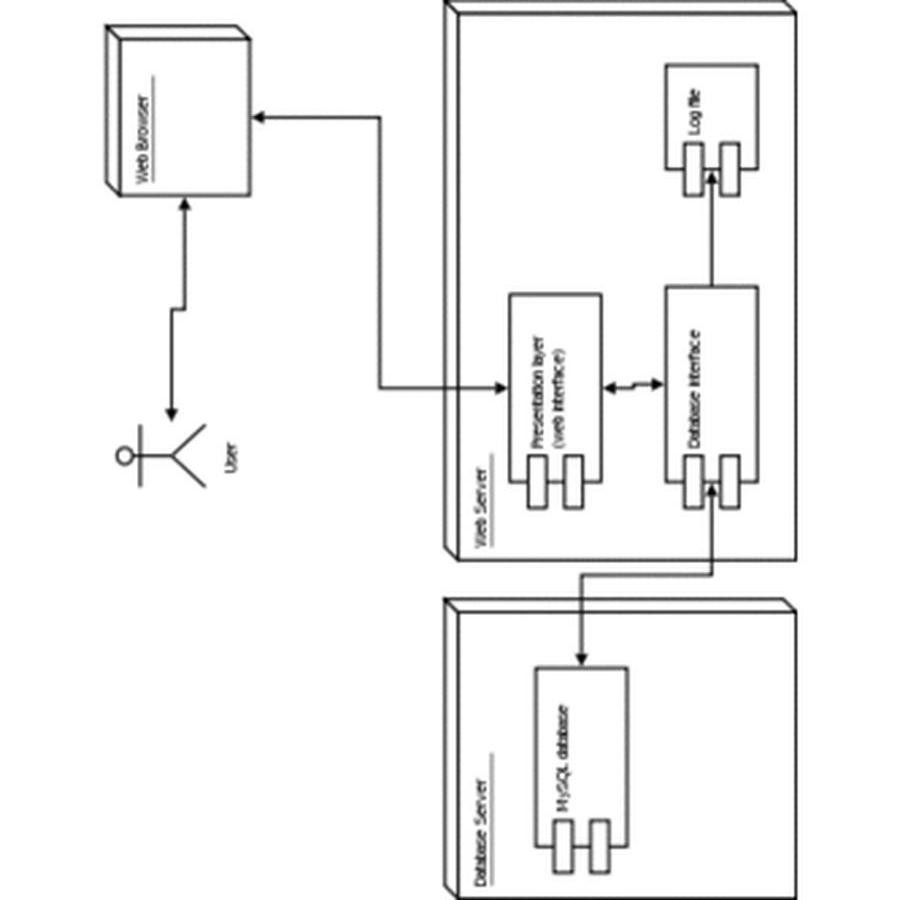 User
Web Browser
Database Server
MySQL database
Web Server
Presentation layer
(web interface)
Database interface
Log file